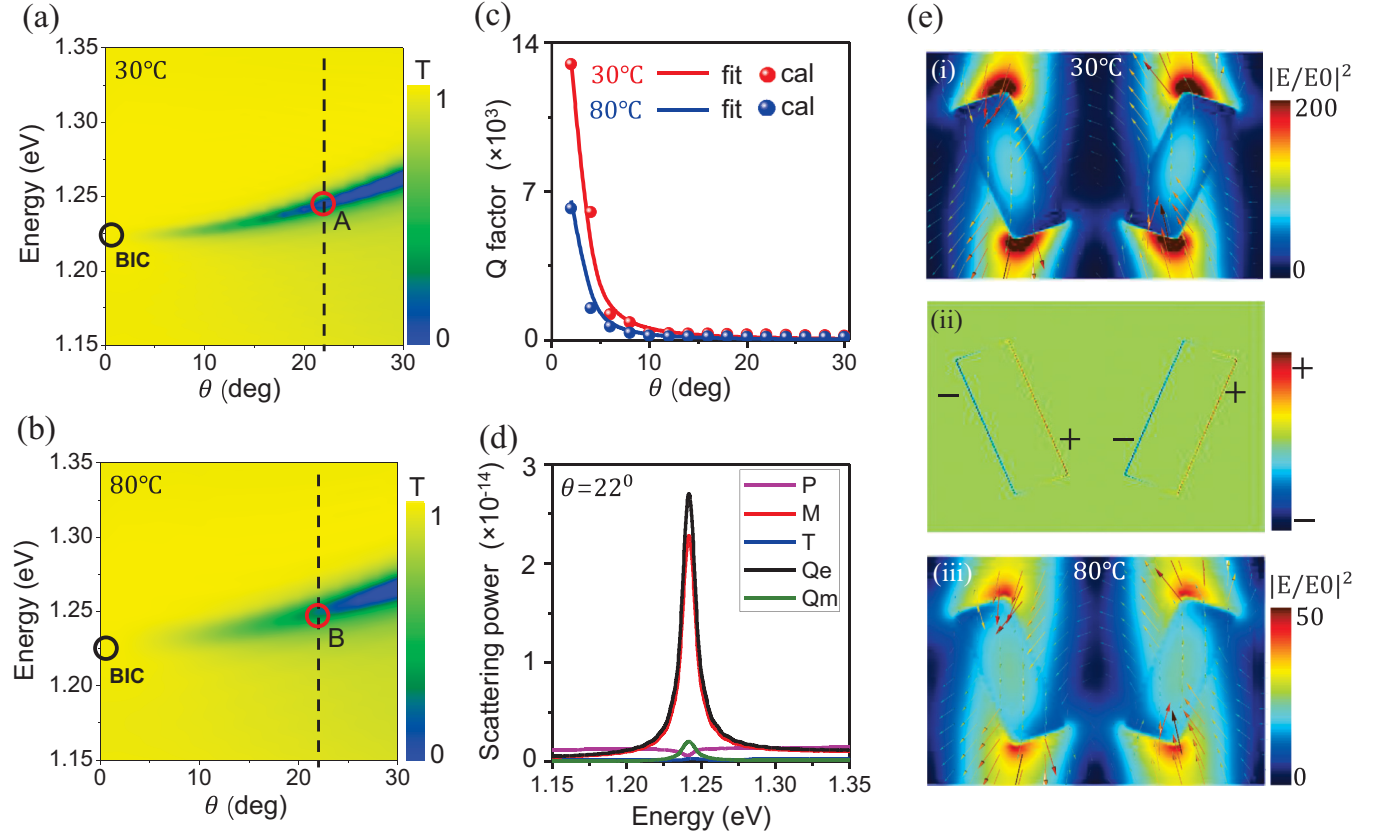 (a)
30℃
T
1.35
1.30
1.25
1.20
1.15
Energy (eV)
1
0
A
BIC
0
10
20
30
θ (deg)
(b)
80℃
T
1.35
1.30
1.25
1.20
1.15
Energy (eV)
1
0
B
BIC
0
10
20
30
θ (deg)
(c)
14
7
0
Q factor (×10³)
30℃ fit cal
80℃ fit cal
0
10
20
30
θ (deg)
(d)
3
2
1
0
Scattering power (×10⁻¹⁴)
θ=22⁰
P
M
T
Qe
Qm
1.15
1.20
1.25
1.30
1.35
Energy (eV)
(e)
(i)
30℃
|E/E0|²
200
0
(ii)
−
+
−
+
+
−
(iii)
80℃
|E/E0|²
50
0